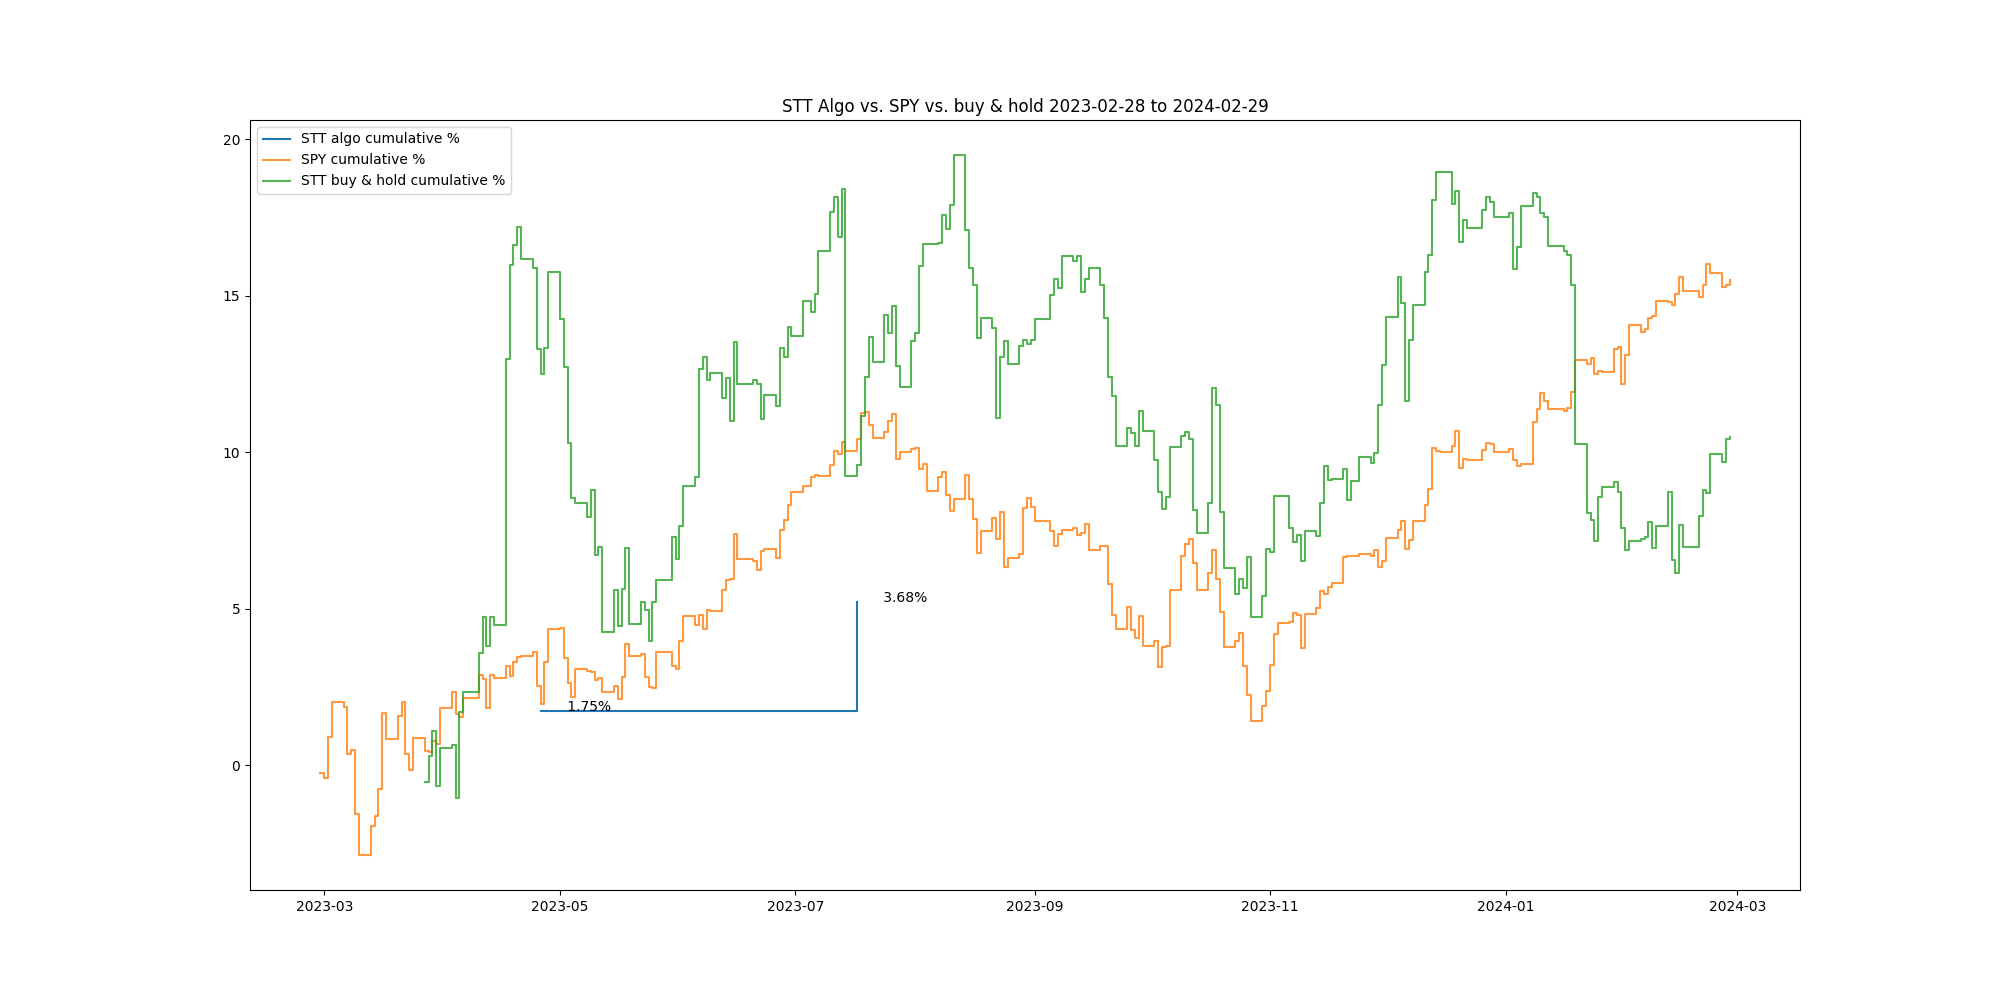 STT Algo vs. SPY vs. buy & hold 2023-02-28 to 2024-02-29
STT algo cumulative %
SPY cumulative %
STT buy & hold cumulative %
20
15
10
5
0
3.68%
1.75%
2023-03 2023-05 2023-07 2023-09 2023-11 2024-01 2024-03